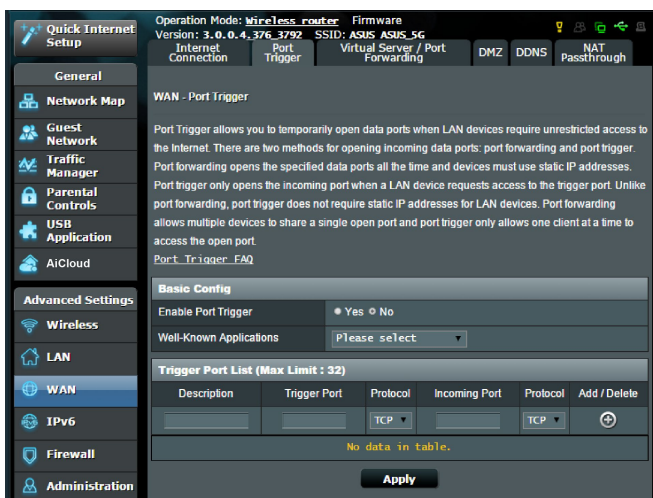 Quick Internet
Setup
General
Network Map
Guest
Network
Traffic
Manager
Parental
Controls
USB
Application
AiCloud
Advanced Settings
Wireless
LAN
WAN
IPv6
Firewall
Administration
Operation Mode: Wireless router Firmware
Version: 3.0.0.4.376_3792 SSID: ASUS ASUS_5G
Internet
Connection
Port
Trigger
Virtual Server / Port
Forwarding
DMZ
DDNS
NAT
Passthrough
WAN - Port Trigger
Port Trigger allows you to temporarily open data ports when LAN devices require unrestricted access to
the Internet. There are two methods for opening incoming data ports: port forwarding and port trigger.
Port forwarding opens the specified data ports all the time and devices must use static IP addresses.
Port trigger only opens the incoming port when a LAN device requests access to the trigger port. Unlike
port forwarding, port trigger does not require static IP addresses for LAN devices. Port forwarding
allows multiple devices to share a single open port and port trigger only allows one client at a time to
access the open port.
Port Trigger FAQ
Basic Config
Enable Port Trigger Yes No
Well-Known Applications Please select
Trigger Port List (Max Limit : 32)
Description Trigger Port Protocol Incoming Port Protocol Add / Delete
TCP TCP
No data in table.
Apply